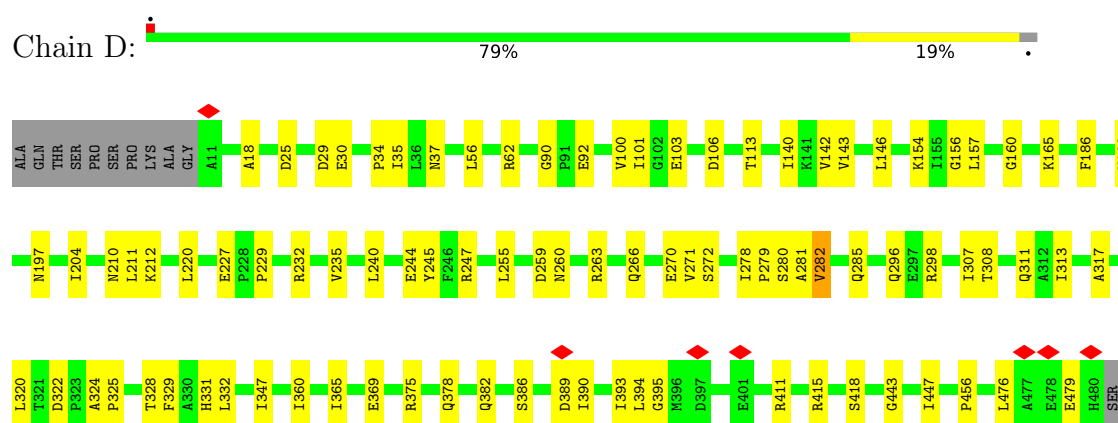 Chain D:
79%
19%
ALA GLN THR SER PRO SER PRO LYS ALA GLY A11 A18 D25 D29 E30 P34 I35 L36 N37 L56 R62 G90 P91 E92 V100 I101 G102 E103 D106 T113 I140 K141 V142 V143 L146 K154 I155 G156 L157 G160 K165 F186
N197 I204 N210 L211 K212 L220 E227 P228 P229 R232 V235 L240 E244 Y245 F246 R247 L255 D259 N260 R263 Q266 E270 V271 S272 I278 P279 S280 A281 V282 Q285 Q296 E297 R298 I307 T308 Q311 A312 I313 A317
L320 T321 D322 P323 A324 P325 T328 F329 A330 H331 L332 I347 I360 I365 E369 R375 Q378 Q382 S386 D389 I390 I393 L394 G395 M396 D397 E401 R411 R415 S418 G443 I447 P456 L476 A477 E478 E479 H480 SER